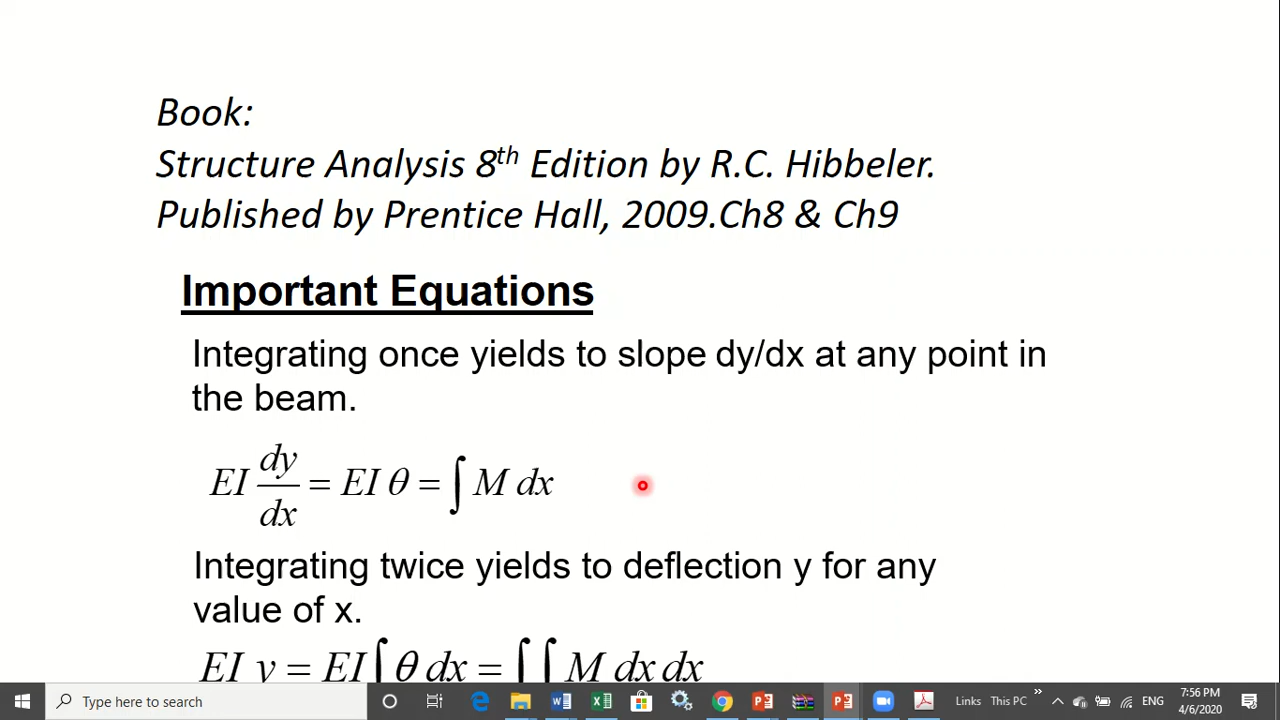 Book:
Structure Analysis 8th Edition by R.C. Hibbeler.
Published by Prentice Hall, 2009.Ch8 & Ch9
Important Equations
Integrating once yields to slope dy/dx at any point in
the beam.
EI dy/dx = EI θ = ∫ M dx
Integrating twice yields to deflection y for any
value of x.
EI y = EI ∫ θ dx = ∫ ∫ M dx dx
Type here to search
Links
This PC
»
ENG
7:56 PM
4/6/2020